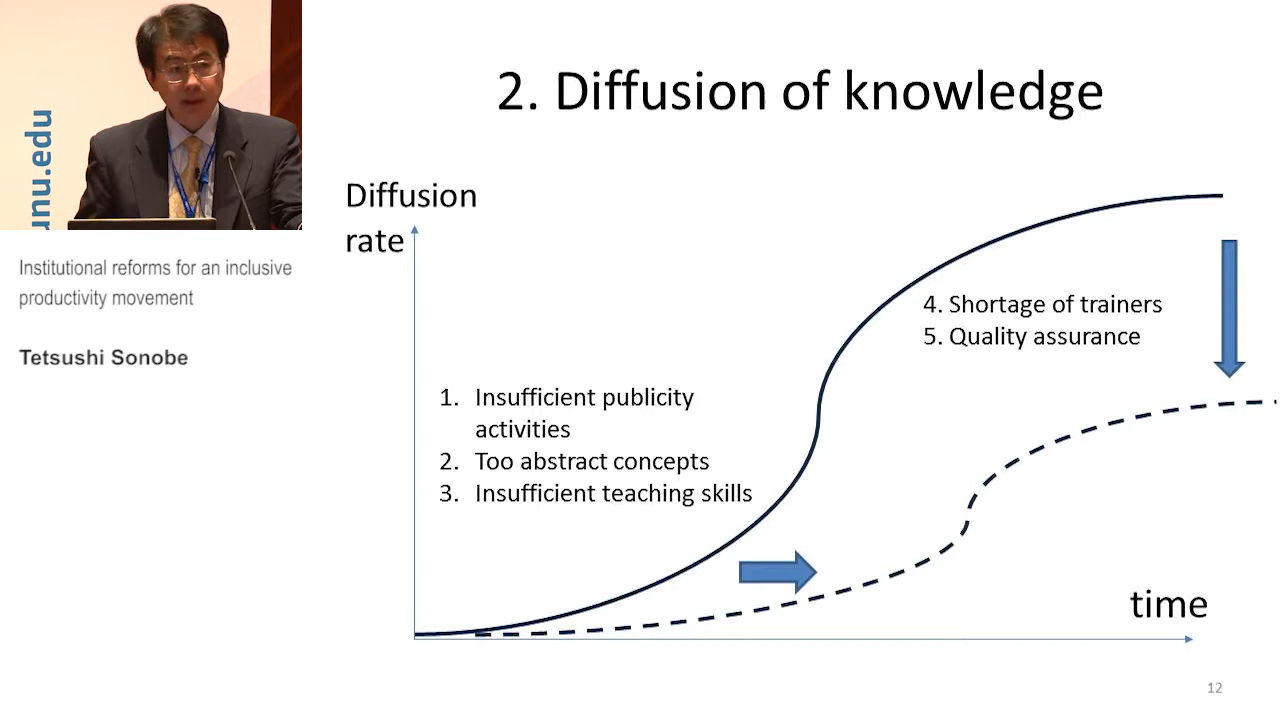 unu.edu
Institutional reforms for an inclusive
productivity movement
Tetsushi Sonobe
2. Diffusion of knowledge
Diffusion
rate
4. Shortage of trainers
5. Quality assurance
1. Insufficient publicity
activities
2. Too abstract concepts
3. Insufficient teaching skills
time
12